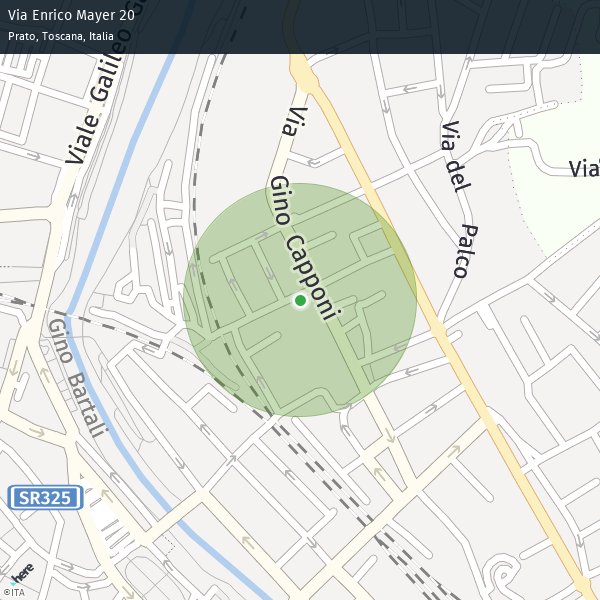 Via Enrico Mayer 20
Prato, Toscana, Italia
Viale Galileo Ga
Via
Gino Capponi
Via del
Palco
Via
Gino Bartali
SR325
here
©ITA